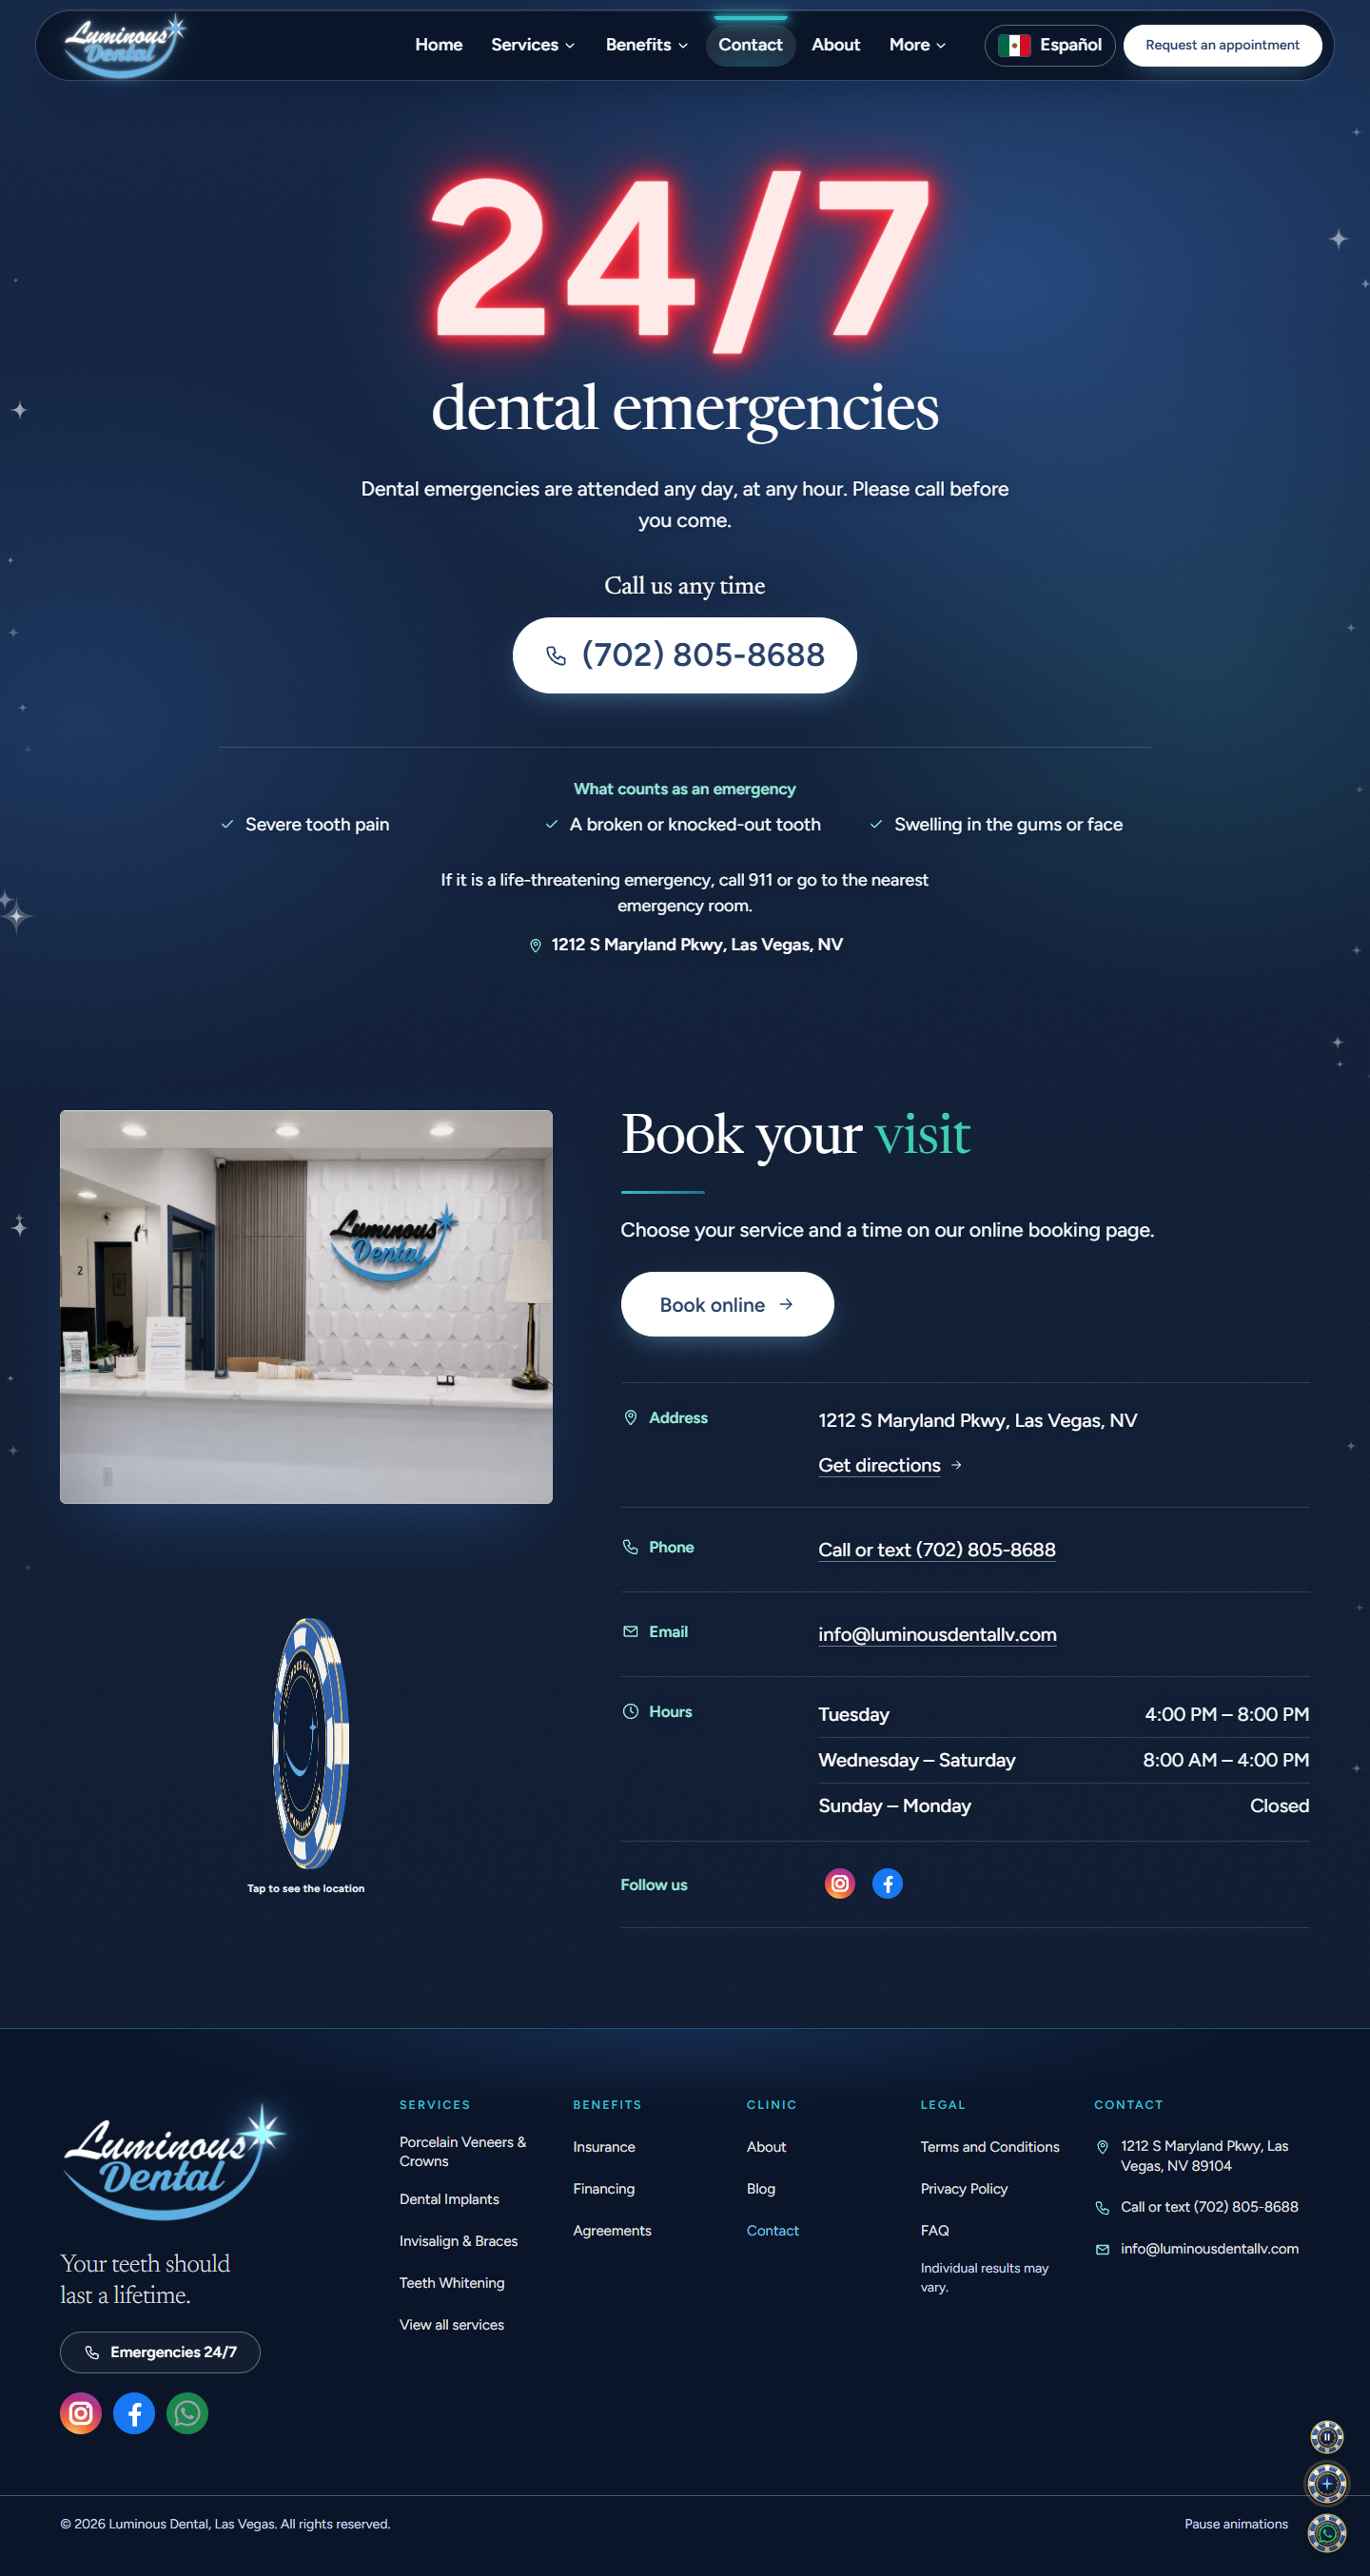 Luminous
Dental
Home Services Benefits Contact About More Español Request an appointment
24/7
dental emergencies
Dental emergencies are attended any day, at any hour. Please call before
you come.
Call us any time
(702) 805-8688
What counts as an emergency
Severe tooth pain
A broken or knocked-out tooth
Swelling in the gums or face
If it is a life-threatening emergency, call 911 or go to the nearest
emergency room.
1212 S Maryland Pkwy, Las Vegas, NV
Luminous
Dental
2
Book your visit
Choose your service and a time on our online booking page.
Book online
Address
1212 S Maryland Pkwy, Las Vegas, NV
Get directions
Phone
Call or text (702) 805-8688
Email
info@luminousdentallv.com
Hours
Tuesday 4:00 PM – 8:00 PM
Wednesday – Saturday 8:00 AM – 4:00 PM
Sunday – Monday Closed
Follow us
Tap to see the location
Luminous
Dental
Your teeth should
last a lifetime.
Emergencies 24/7
SERVICES
Porcelain Veneers &
Crowns
Dental Implants
Invisalign & Braces
Teeth Whitening
View all services
BENEFITS
Insurance
Financing
Agreements
CLINIC
About
Blog
Contact
LEGAL
Terms and Conditions
Privacy Policy
FAQ
Individual results may
vary.
CONTACT
1212 S Maryland Pkwy, Las
Vegas, NV 89104
Call or text (702) 805-8688
info@luminousdentallv.com
© 2026 Luminous Dental, Las Vegas. All rights reserved.
Pause animations